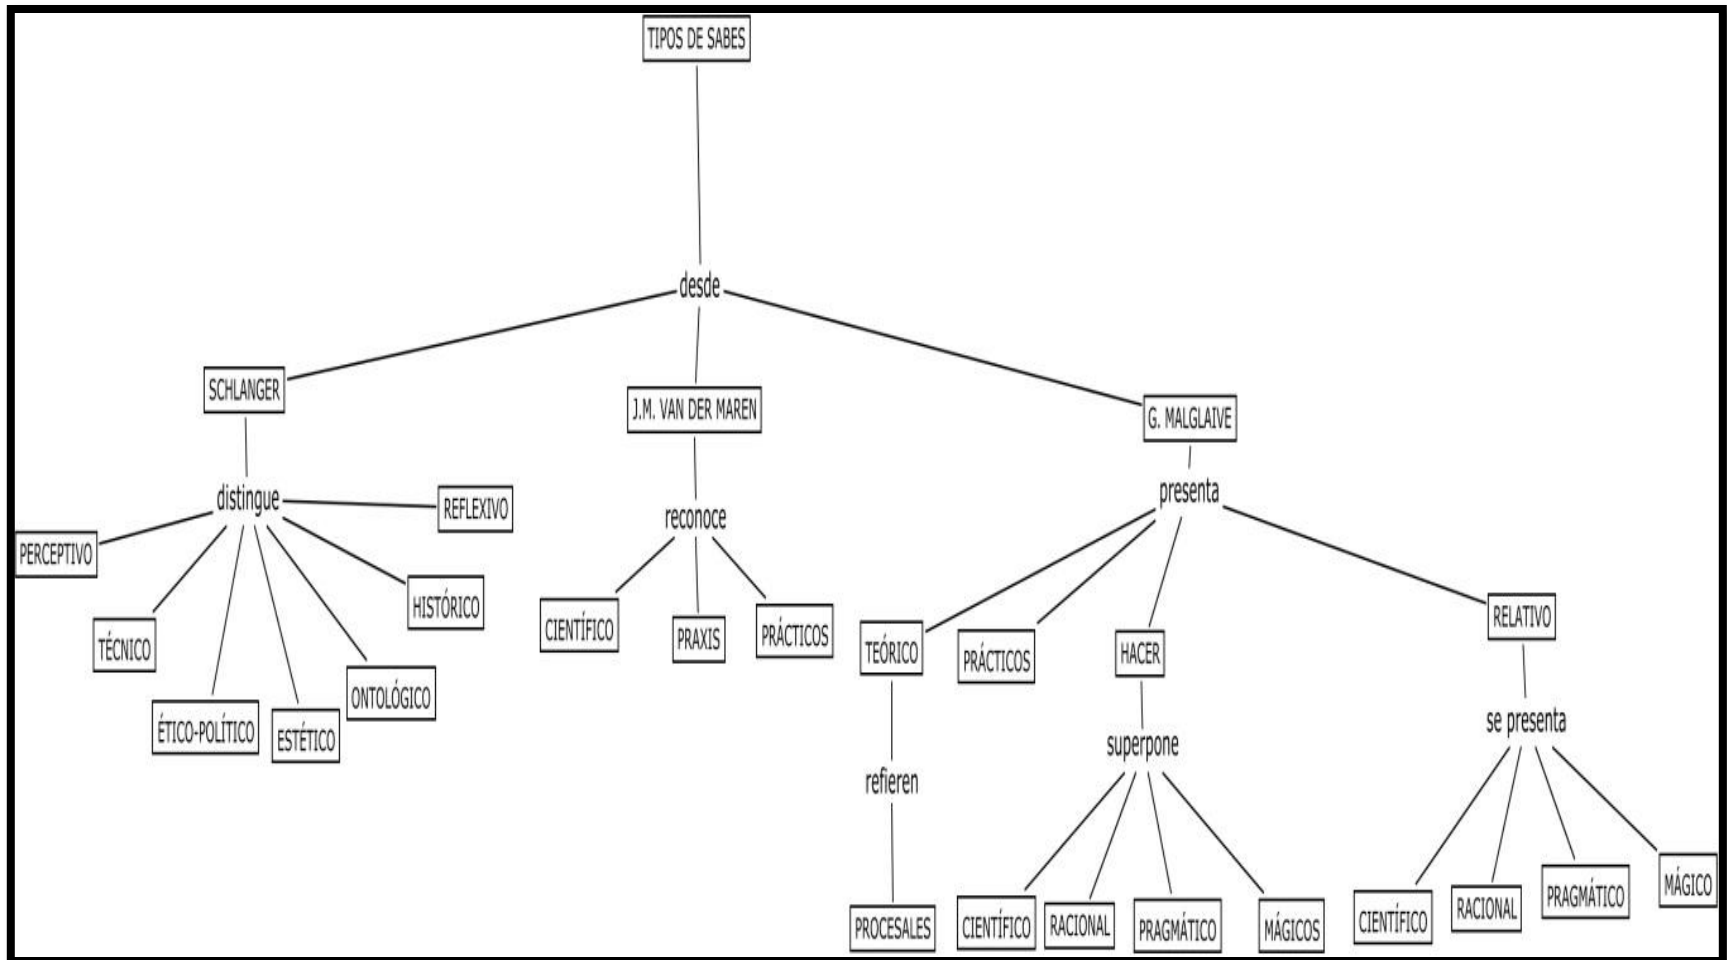 TIPOS DE SABES
desde
SCHLANGER
J.M. VAN DER MAREN
G. MALGLAIVE
distingue
reconoce
presenta
PERCEPTIVO
TÉCNICO
ÉTICO-POLÍTICO
ESTÉTICO
ONTOLÓGICO
HISTÓRICO
REFLEXIVO
CIENTÍFICO
PRAXIS
PRÁCTICOS
TEÓRICO
PRÁCTICOS
HACER
RELATIVO
refieren
superpone
se presenta
PROCESALES
CIENTÍFICO
RACIONAL
PRAGMÁTICO
MÁGICOS
CIENTÍFICO
RACIONAL
PRAGMÁTICO
MÁGICO